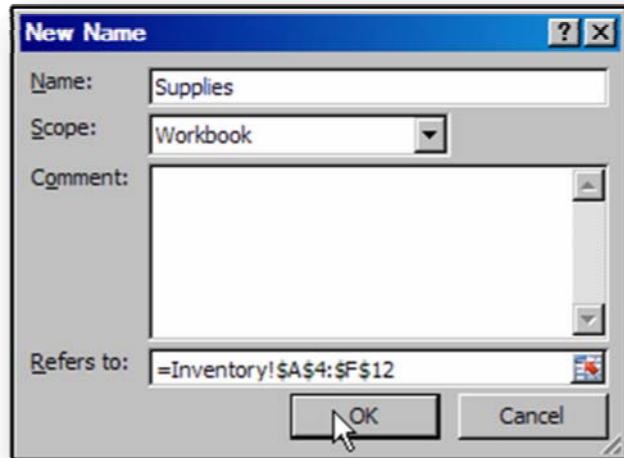 New Name
Name: Supplies
Scope: Workbook
Comment:
Refers to: =Inventory!$A$4:$F$12
OK Cancel